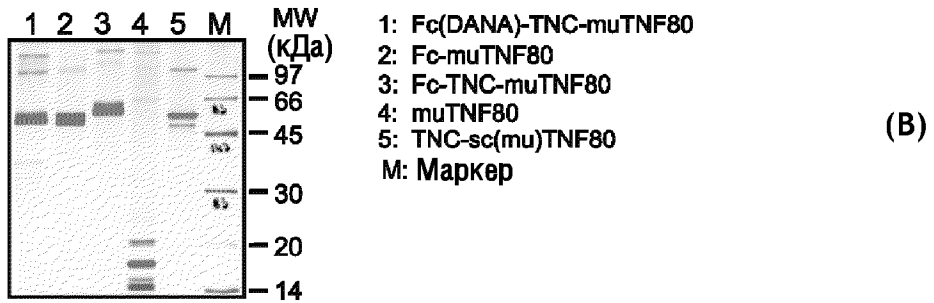 1 2 3 4 5 M MW
(кДа)
97
66
45
30
20
14
1: Fc(DANA)-TNC-muTNF80
2: Fc-muTNF80
3: Fc-TNC-muTNF80
4: muTNF80
5: TNC-sc(mu)TNF80
M: Маркер
(B)